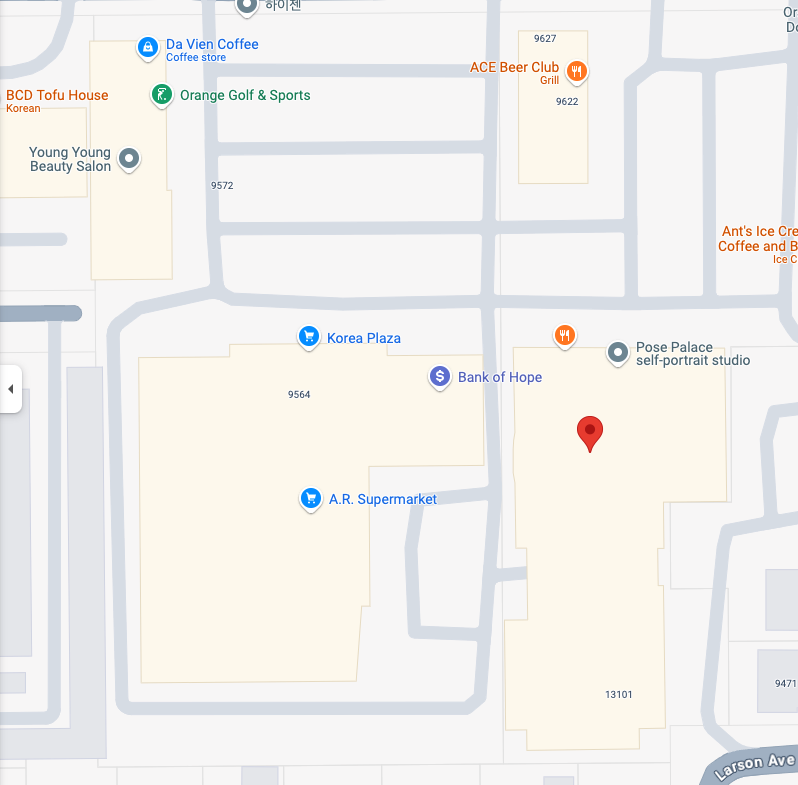 하이젠
Or
Do
9627
Da Vien Coffee
Coffee store
ACE Beer Club
Grill
BCD Tofu House
Korean
Orange Golf & Sports
9622
Young Young
Beauty Salon
9572
Ant's Ice Cre
Coffee and B
Ice C
Korea Plaza
Pose Palace
self-portrait studio
Bank of Hope
9564
A.R. Supermarket
9471
13101
Larson Ave